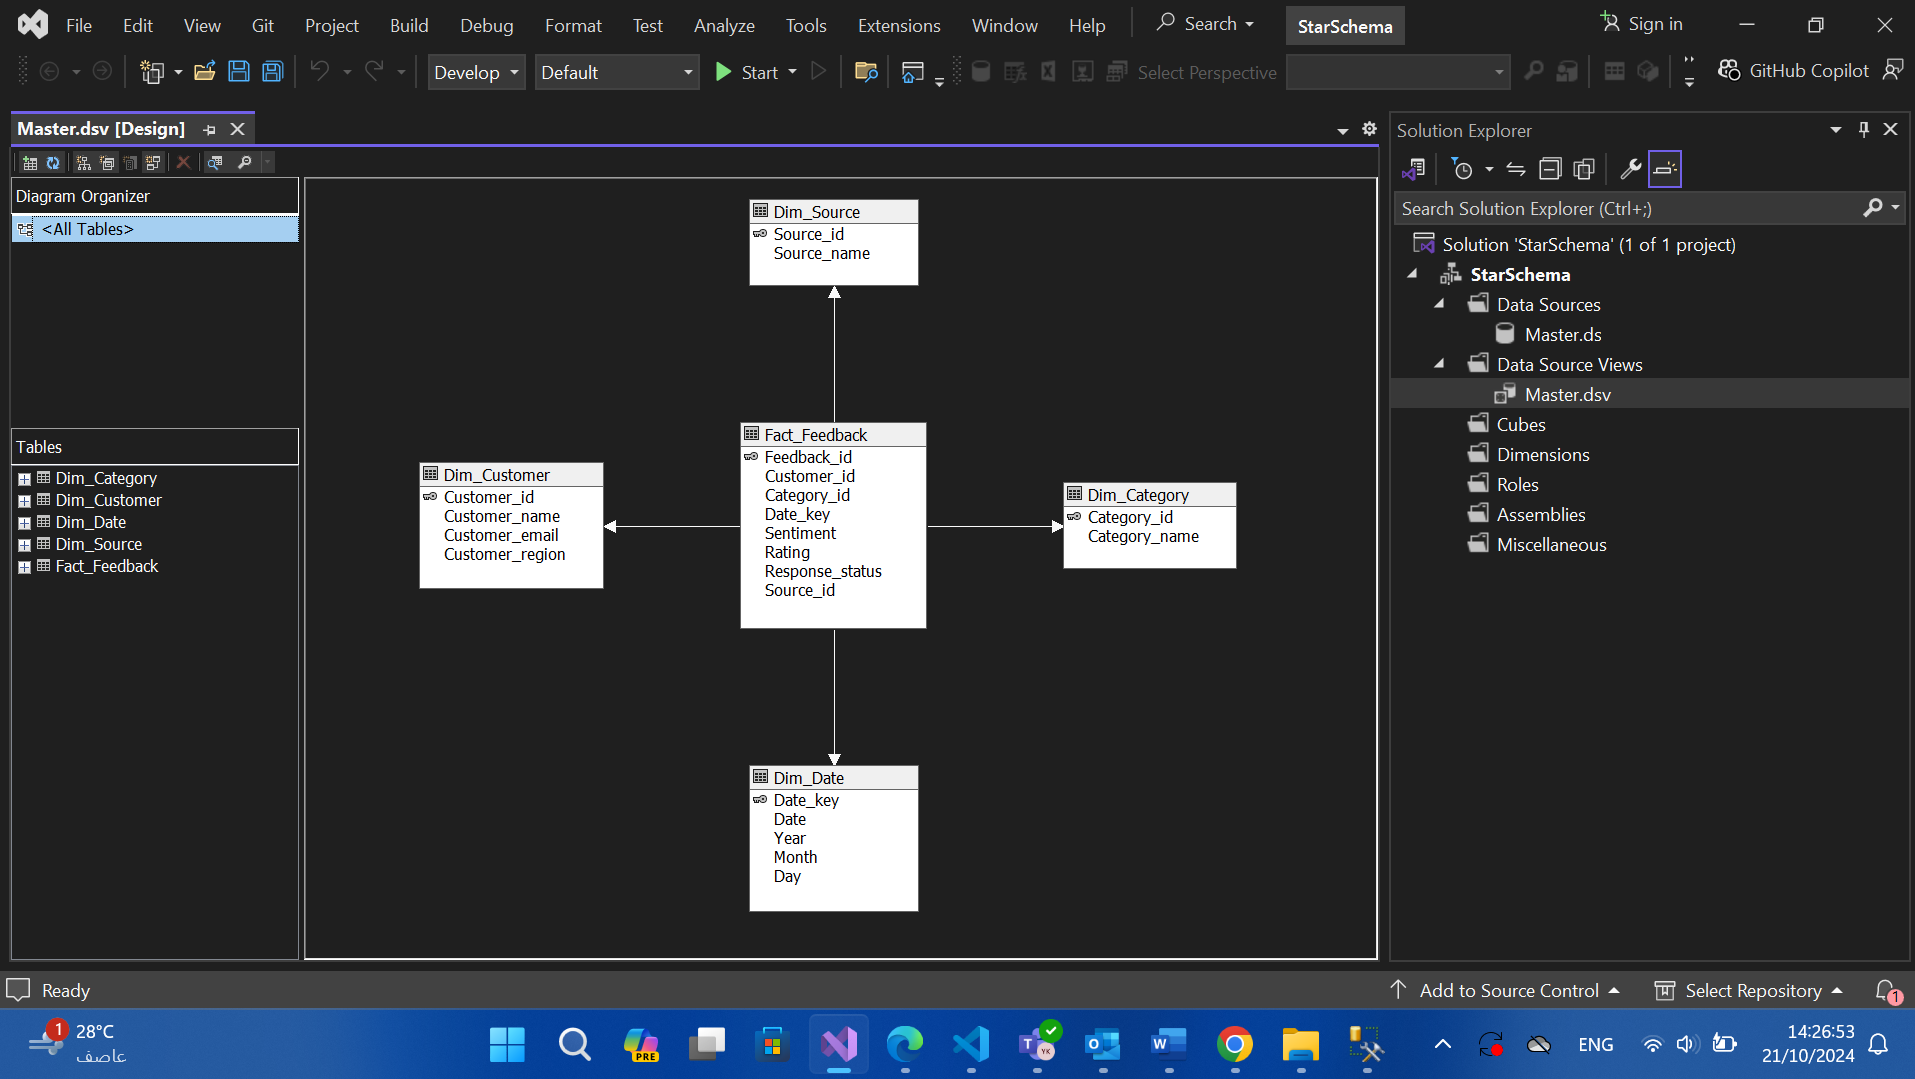 File Edit View Git Project Build Debug Format Test Analyze Tools Extensions Window Help Search StarSchema Sign in
Develop Default Start Select Perspective GitHub Copilot
Master.dsv [Design]
Diagram Organizer
<All Tables>
Tables
Dim_Category
Dim_Customer
Dim_Date
Dim_Source
Fact_Feedback
Dim_Source
Source_id
Source_name
Dim_Customer
Customer_id
Customer_name
Customer_email
Customer_region
Fact_Feedback
Feedback_id
Customer_id
Category_id
Date_key
Sentiment
Rating
Response_status
Source_id
Dim_Category
Category_id
Category_name
Dim_Date
Date_key
Date
Year
Month
Day
Solution Explorer
Search Solution Explorer (Ctrl+;)
Solution 'StarSchema' (1 of 1 project)
StarSchema
Data Sources
Master.ds
Data Source Views
Master.dsv
Cubes
Dimensions
Roles
Assemblies
Miscellaneous
Ready Add to Source Control Select Repository 1
1 28°C
عاصف
PRE
T YK
W
ENG
14:26:53
21/10/2024